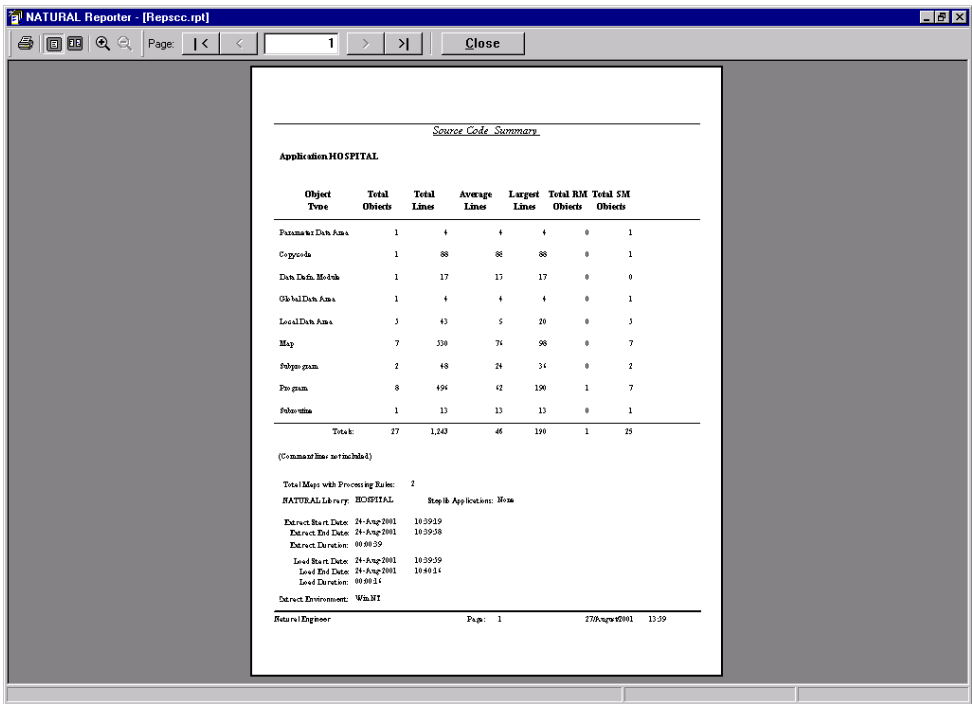 NATURAL Reporter - [Repscc.rpt]
Page: 1 Close
Source Code Summary
Application HOSPITAL
Object Total Total Average Largest Total RM Total SM
Type Objects Lines Lines Lines Objects Objects
Parameter Data Area 1 4 4 4 0 1
Copycode 1 88 88 88 0 1
Data Defn. Module 1 17 17 17 0 0
Global Data Area 1 4 4 4 0 1
Local Data Area 5 43 9 20 0 5
Map 7 530 76 98 0 7
Subprogram 2 48 24 36 0 2
Program 8 496 62 190 1 7
Subroutine 1 13 13 13 0 1
Totals: 27 1,243 46 190 1 25
(Comment lines not included)
Total Maps with Processing Rules: 2
NATURAL Library: HOSPITAL Steplib Applications: None
Extract Start Date: 24-Aug-2001 10:39:19
Extract End Date: 24-Aug-2001 10:39:58
Extract Duration: 00:00:39
Load Start Date: 24-Aug-2001 10:39:59
Load End Date: 24-Aug-2001 10:40:16
Load Duration: 00:00:16
Extract Environment: WinNT
Natural Engineer Page: 1 27/August/2001 13:59